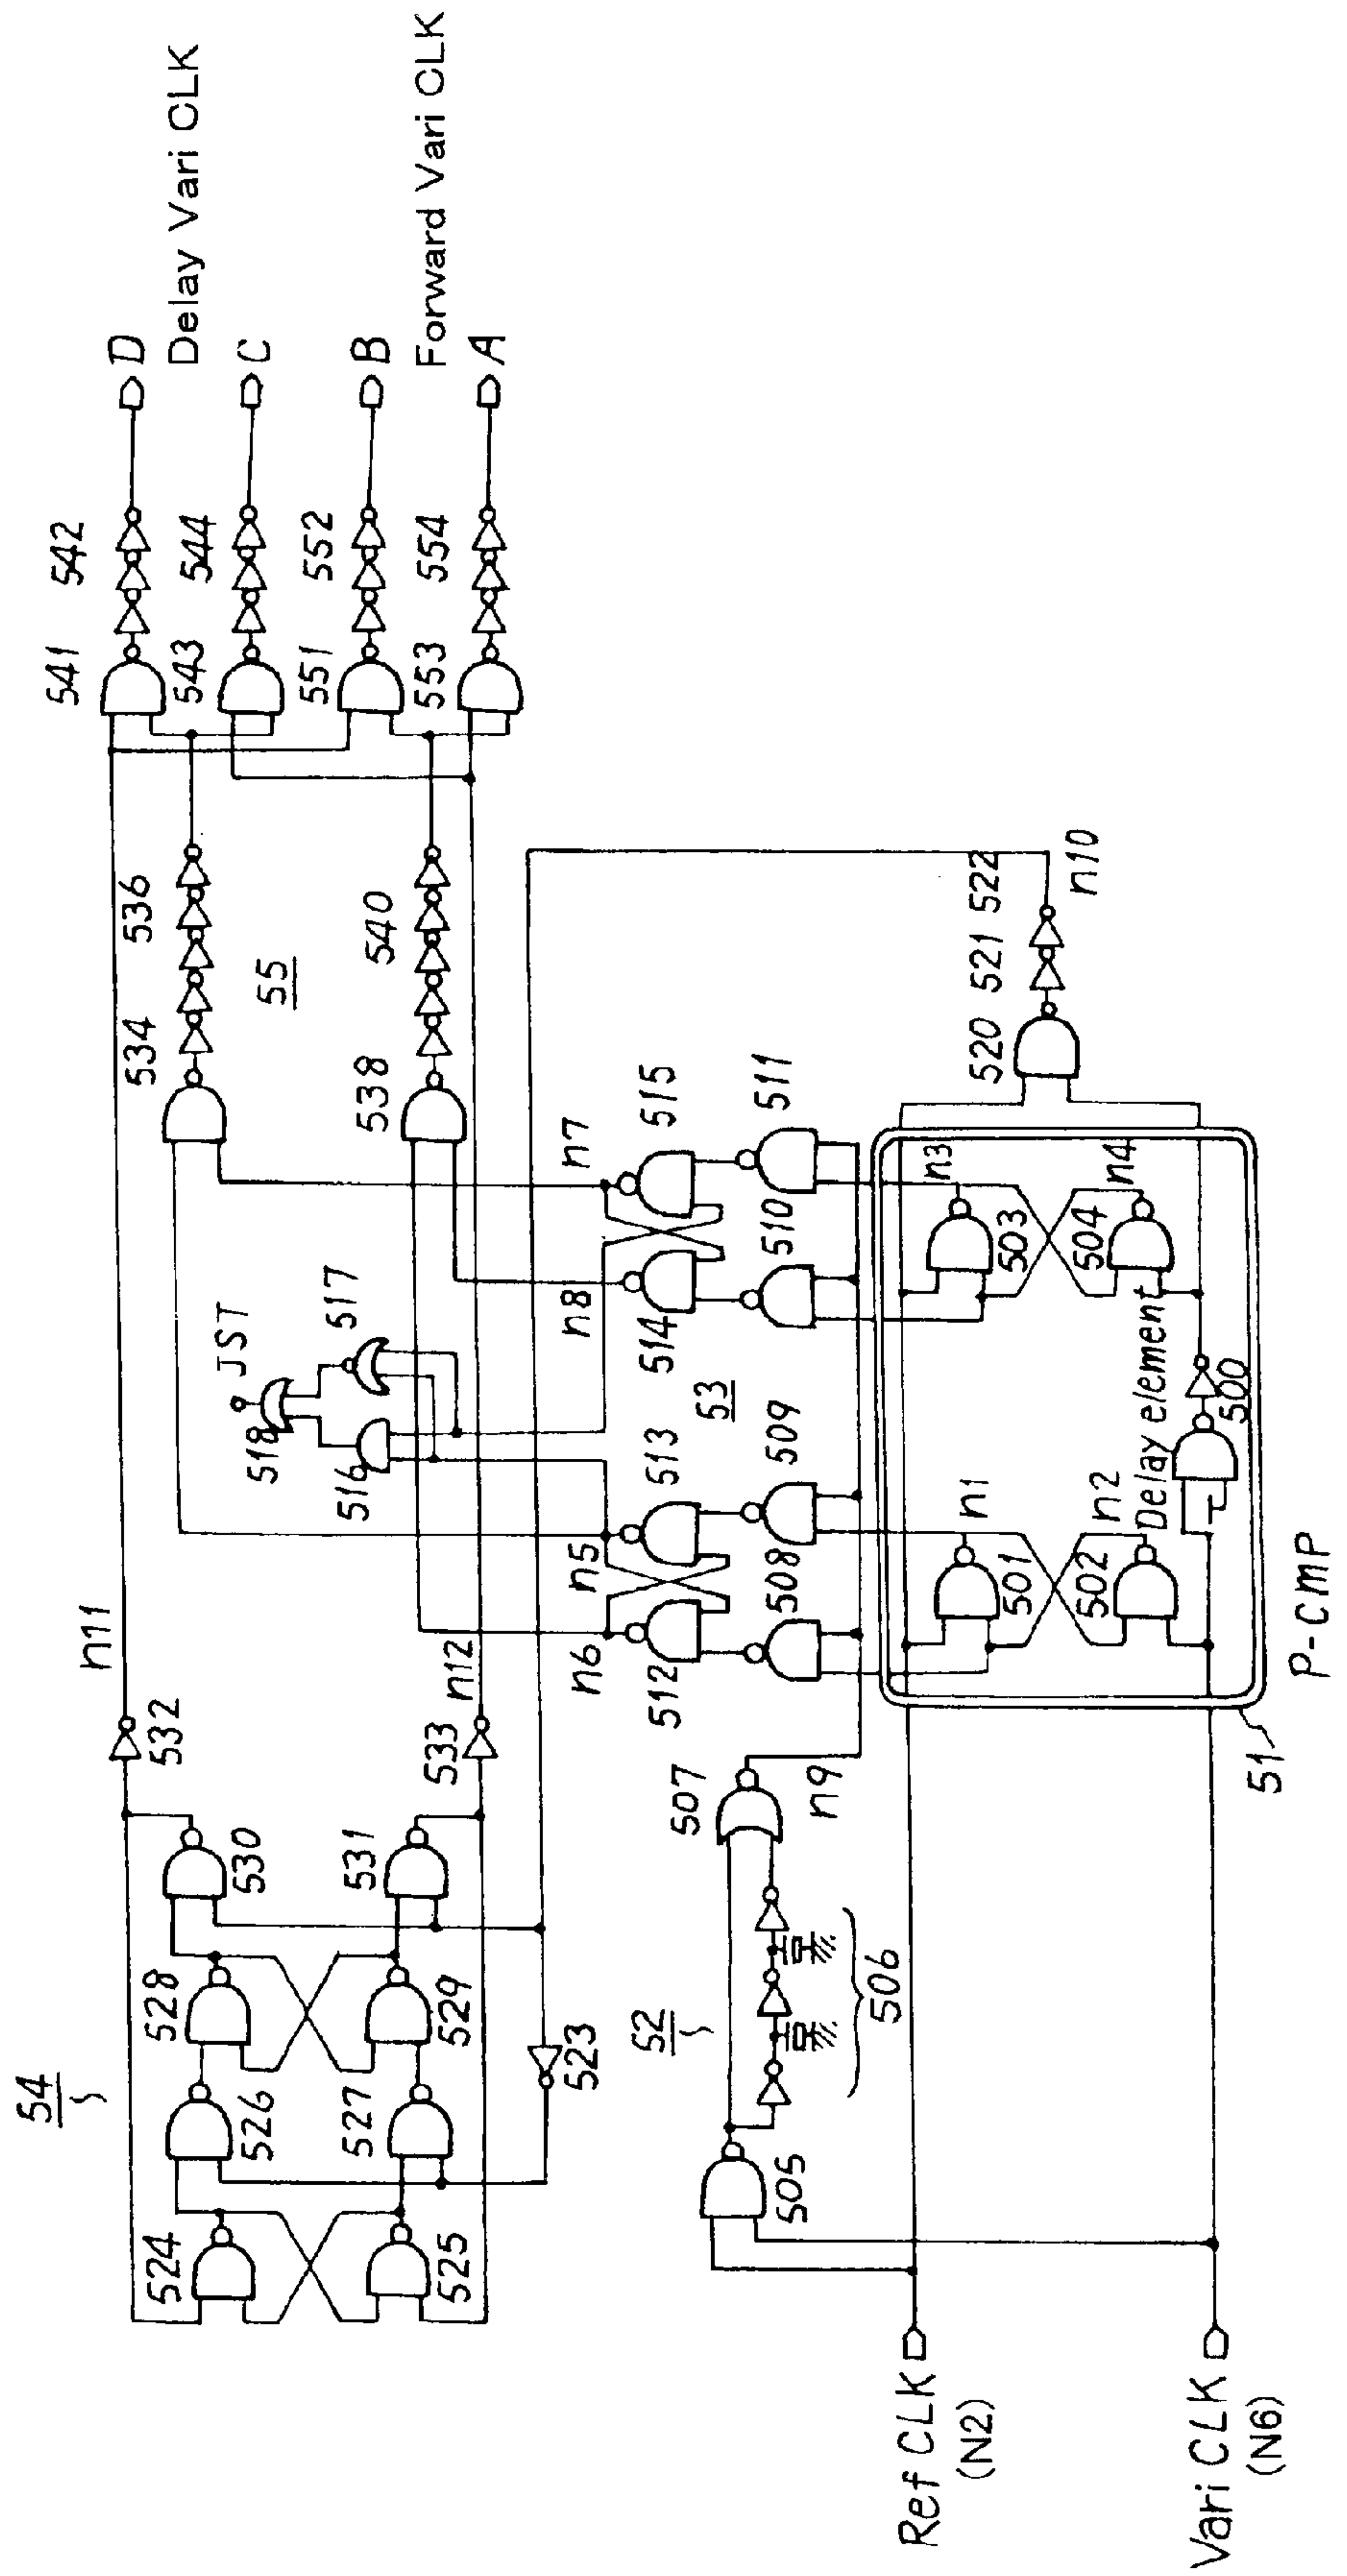 54
524
525
526
527
528
529
530
531
523
532
533
n11
n12
541
542
D
Delay Vari CLK
543
544
C
551
552
B
Forward Vari CLK
553
554
A
534
536
55
538
540
JST
518
516
517
n5
n6
n7
n8
512
513
514
515
53
508
509
510
511
52
505
506
507
n9
520
521
522
n10
n1
n2
n3
n4
501
502
503
504
Delay element
500
51
P-CMP
Ref CLK
(N2)
Vari CLK
(N6)